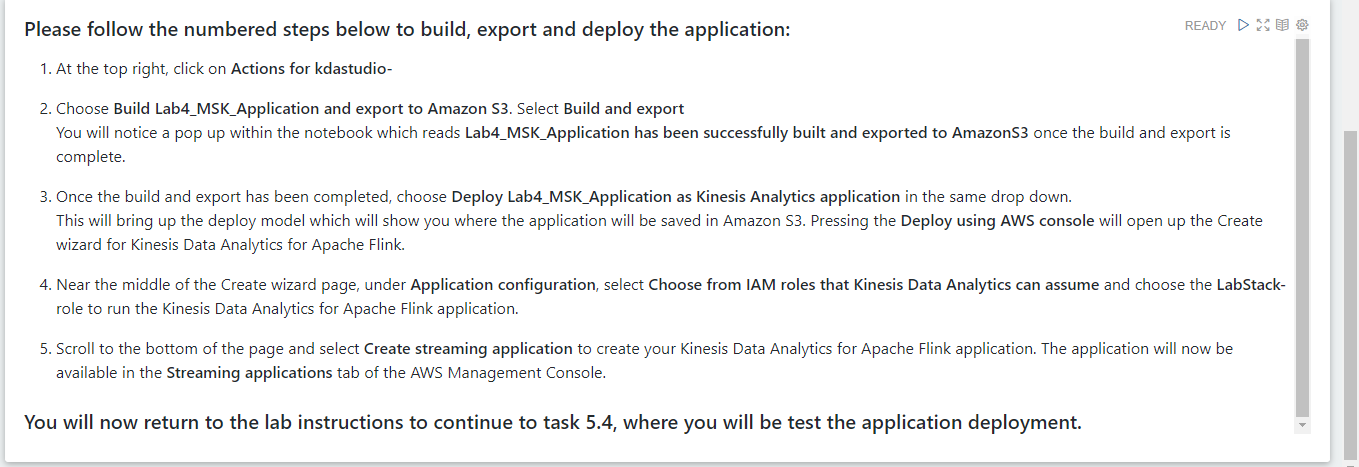 Please follow the numbered steps below to build, export and deploy the application:
READY
1. At the top right, click on Actions for kdastudio-
2. Choose Build Lab4_MSK_Application and export to Amazon S3. Select Build and export
You will notice a pop up within the notebook which reads Lab4_MSK_Application has been successfully built and exported to AmazonS3 once the build and export is
complete.
3. Once the build and export has been completed, choose Deploy Lab4_MSK_Application as Kinesis Analytics application in the same drop down.
This will bring up the deploy model which will show you where the application will be saved in Amazon S3. Pressing the Deploy using AWS console will open up the Create
wizard for Kinesis Data Analytics for Apache Flink.
4. Near the middle of the Create wizard page, under Application configuration, select Choose from IAM roles that Kinesis Data Analytics can assume and choose the LabStack-
role to run the Kinesis Data Analytics for Apache Flink application.
5. Scroll to the bottom of the page and select Create streaming application to create your Kinesis Data Analytics for Apache Flink application. The application will now be
available in the Streaming applications tab of the AWS Management Console.
You will now return to the lab instructions to continue to task 5.4, where you will be test the application deployment.